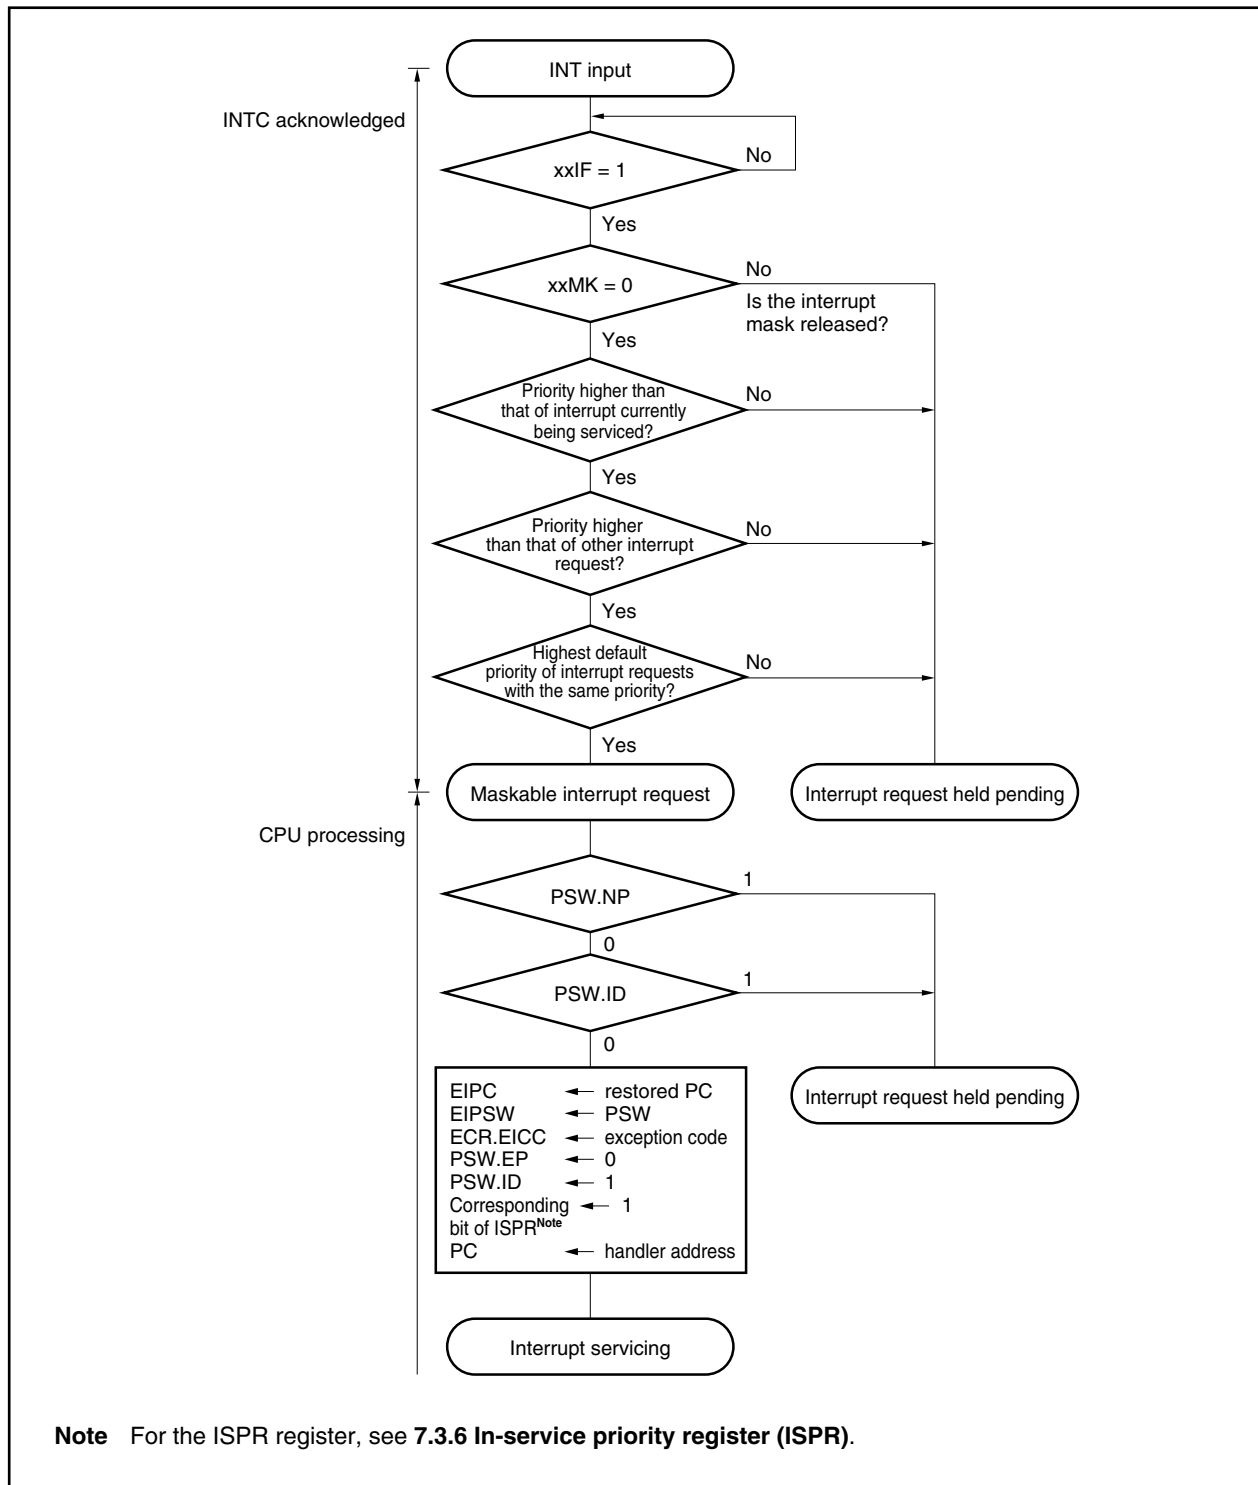 INT input
INTC acknowledged
xxIF = 1
No
Yes
xxMK = 0
No
Is the interrupt
mask released?
Yes
Priority higher than
that of interrupt currently
being serviced?
No
Yes
Priority higher
than that of other interrupt
request?
No
Yes
Highest default
priority of interrupt requests
with the same priority?
No
Yes
Maskable interrupt request
Interrupt request held pending
CPU processing
PSW.NP
1
0
PSW.ID
1
0
EIPC ← restored PC
EIPSW ← PSW
ECR.EICC ← exception code
PSW.EP ← 0
PSW.ID ← 1
Corresponding ← 1
bit of ISPR^Note
PC ← handler address
Interrupt request held pending
Interrupt servicing
Note For the ISPR register, see 7.3.6 In-service priority register (ISPR).